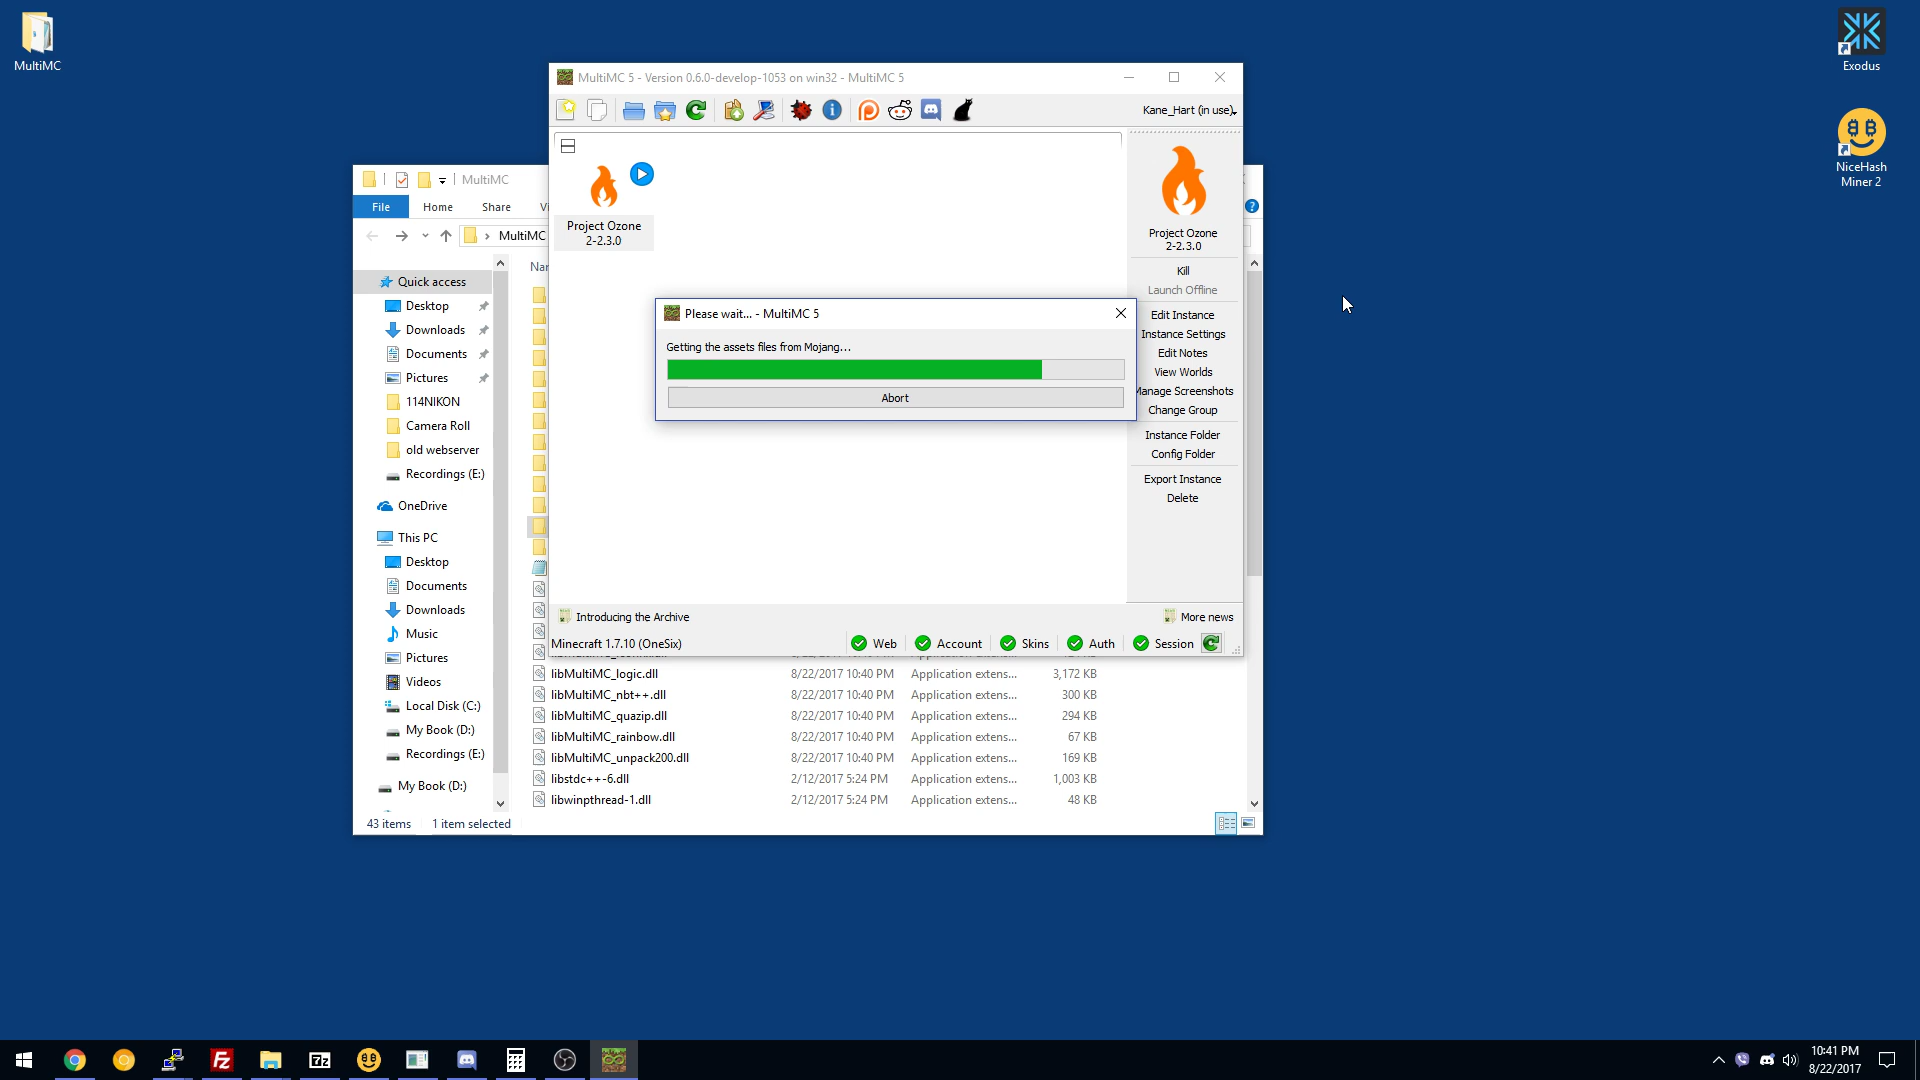 MultiMC
Exodus
NiceHash
Miner 2
MultiMC 5 - Version 0.6.0-develop-1053 on win32 - MultiMC 5
Kane_Hart (in use)
Project Ozone
2-2.3.0
Project Ozone
2-2.3.0
Kill
Launch Offline
Edit Instance
Instance Settings
Edit Notes
View Worlds
Manage Screenshots
Change Group
Instance Folder
Config Folder
Export Instance
Delete
Please wait... - MultiMC 5
Getting the assets files from Mojang...
Abort
Introducing the Archive
More news
Minecraft 1.7.10 (OneSix)
Web
Account
Skins
Auth
Session
MultiMC
File
Home
Share
MultiMC
Quick access
Desktop
Downloads
Documents
Pictures
114NIKON
Camera Roll
old webserver
Recordings (E:)
OneDrive
This PC
Desktop
Documents
Downloads
Music
Pictures
Videos
Local Disk (C:)
My Book (D:)
Recordings (E:)
My Book (D:)
libMultiMC_logic.dll 8/22/2017 10:40 PM Application extens... 3,172 KB
libMultiMC_nbt++.dll 8/22/2017 10:40 PM Application extens... 300 KB
libMultiMC_quazip.dll 8/22/2017 10:40 PM Application extens... 294 KB
libMultiMC_rainbow.dll 8/22/2017 10:40 PM Application extens... 67 KB
libMultiMC_unpack200.dll 8/22/2017 10:40 PM Application extens... 169 KB
libstdc++-6.dll 2/12/2017 5:24 PM Application extens... 1,003 KB
libwinpthread-1.dll 2/12/2017 5:24 PM Application extens... 48 KB
43 items
1 item selected
Fz
7z
10:41 PM
8/22/2017